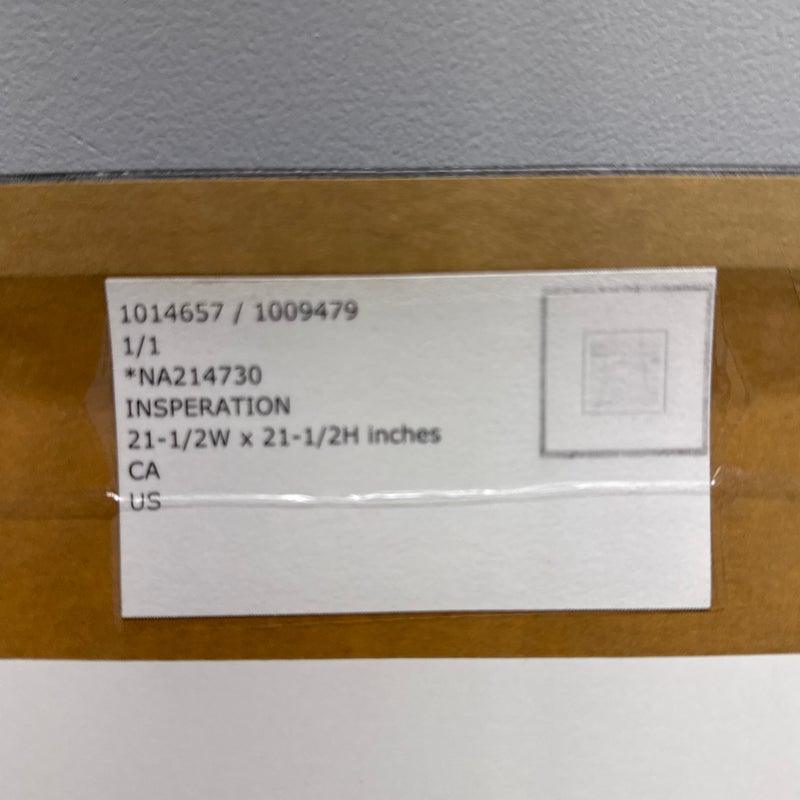 1014657 / 1009479
1/1
*NA214730
INSPERATION
21-1/2W x 21-1/2H inches
CA
US